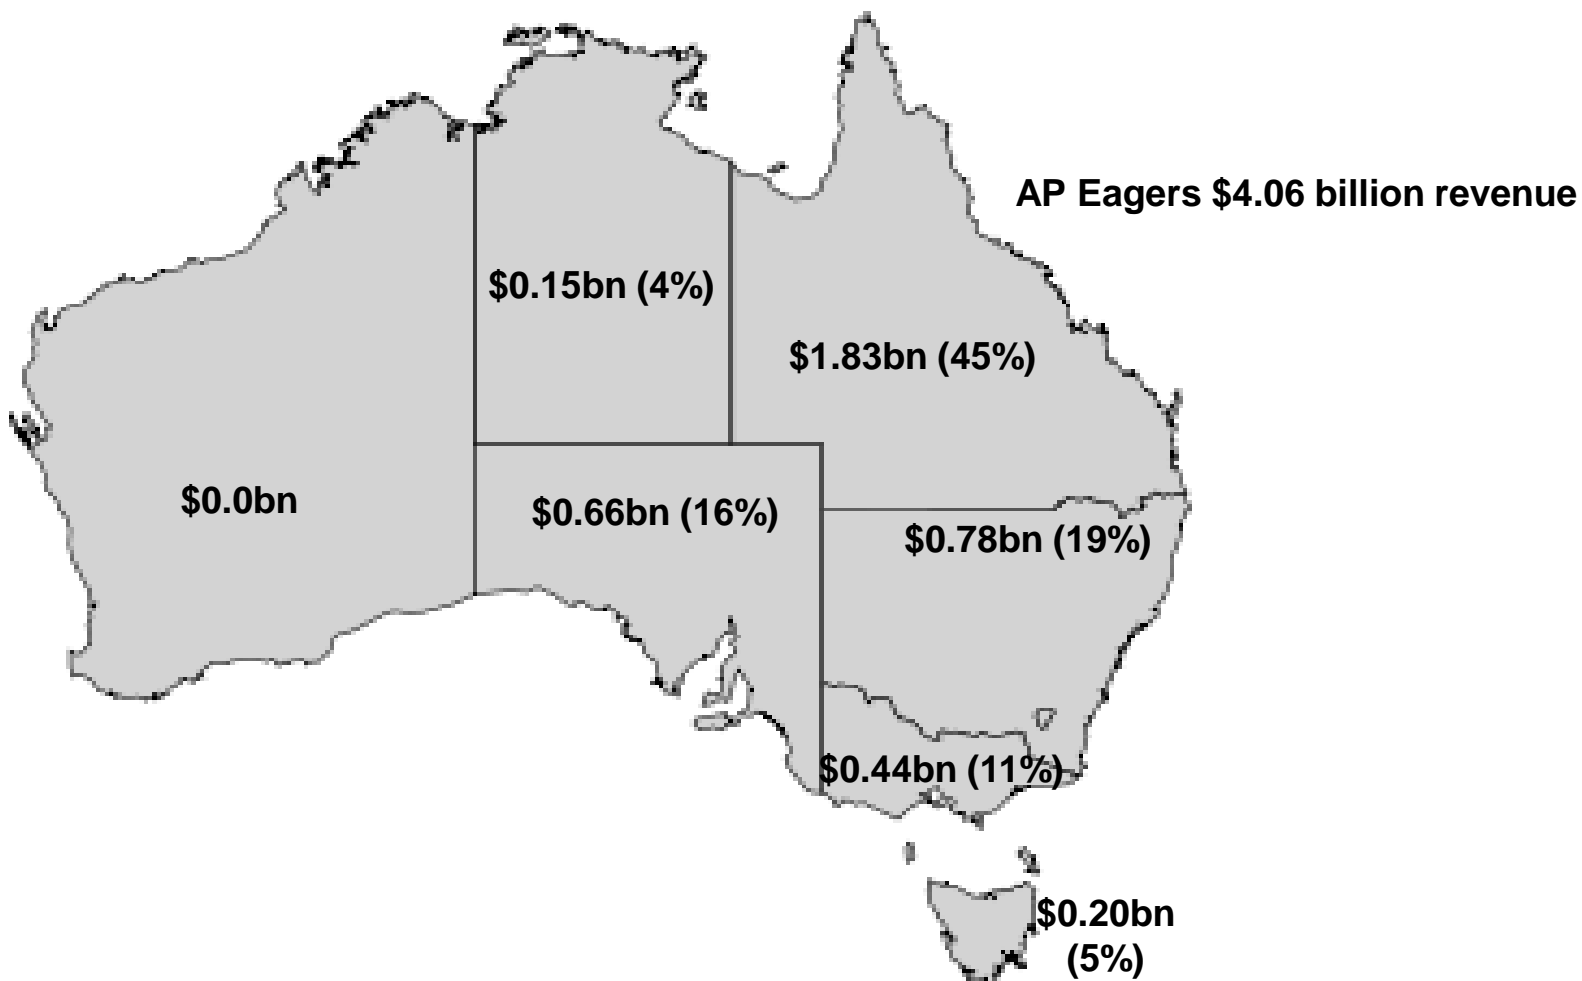 AP Eagers $4.06 billion revenue
$0.15bn (4%)
$1.83bn (45%)
$0.0bn
$0.66bn (16%)
$0.78bn (19%)
$0.44bn (11%)
$0.20bn
(5%)